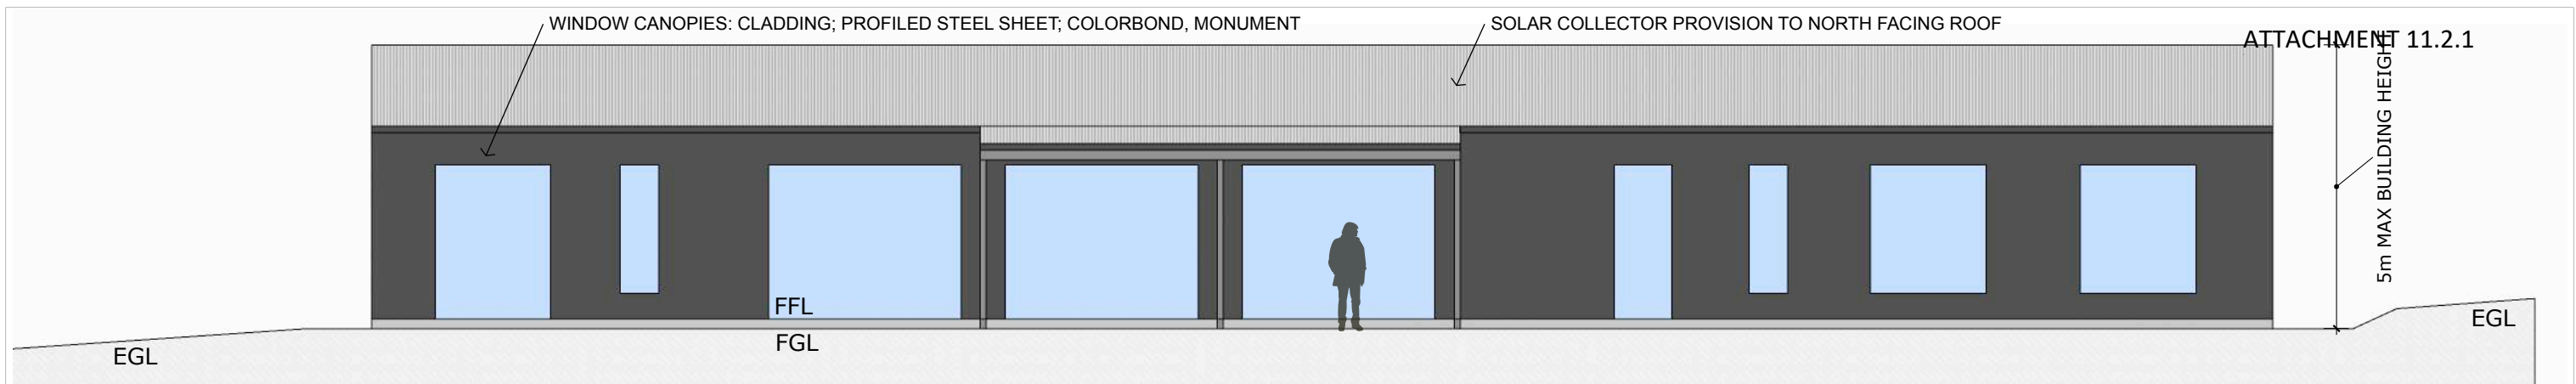 WINDOW CANOPIES: CLADDING; PROFILED STEEL SHEET; COLORBOND, MONUMENT
SOLAR COLLECTOR PROVISION TO NORTH FACING ROOF
ATTACHMENT 11.2.1
5m MAX BUILDING HEIGHT
FFL
FGL
EGL
EGL